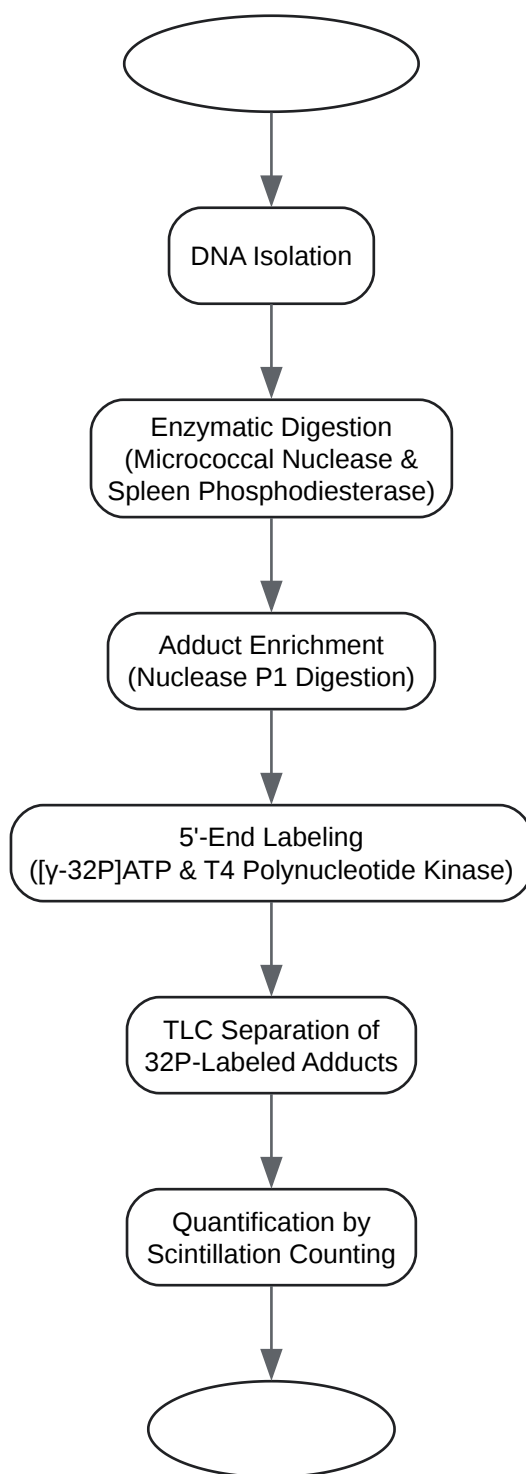 DNA Isolation
Enzymatic Digestion
(Micrococcal Nuclease &
Spleen Phosphodiesterase)
Adduct Enrichment
(Nuclease P1 Digestion)
5'-End Labeling
([γ-32P]ATP & T4 Polynucleotide Kinase)
TLC Separation of
32P-Labeled Adducts
Quantification by
Scintillation Counting